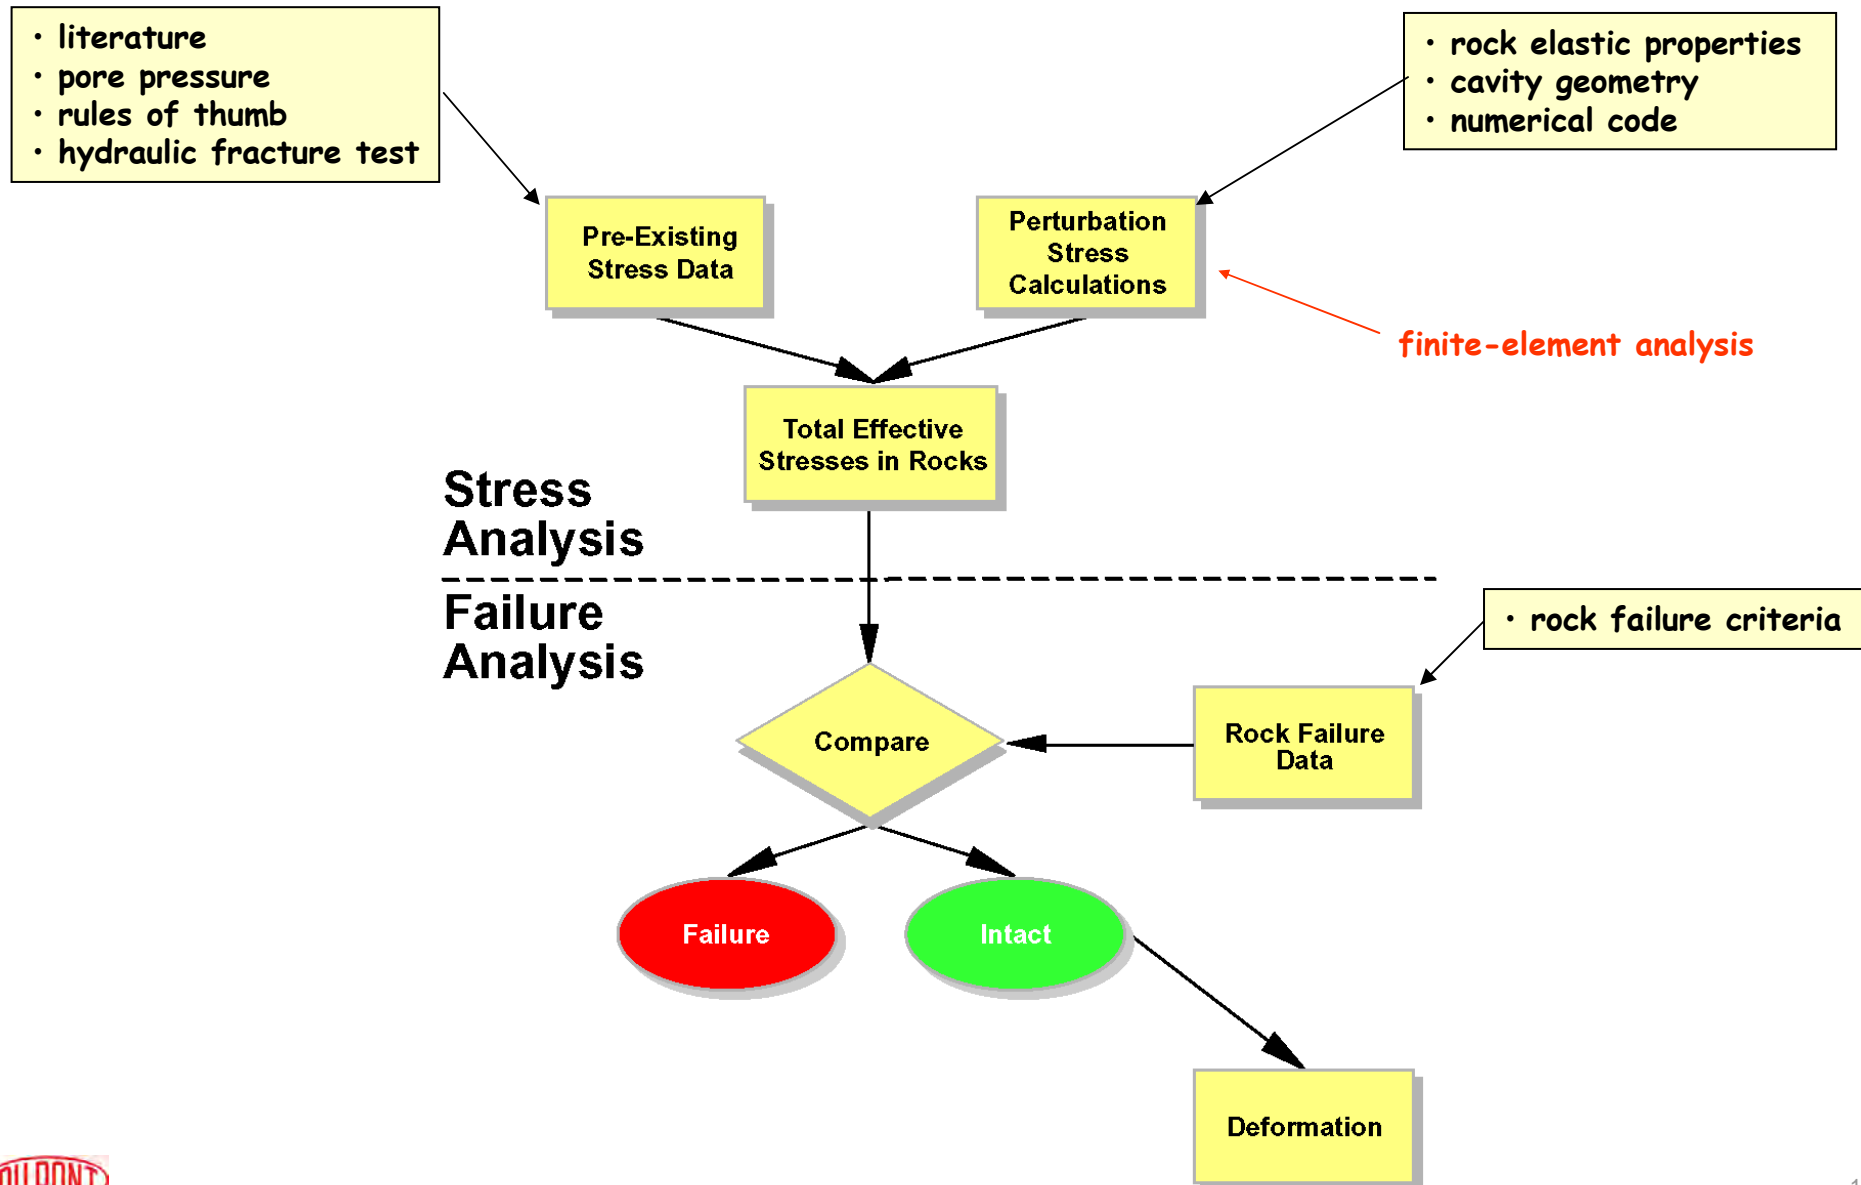 • literature
• pore pressure
• rules of thumb
• hydraulic fracture test
• rock elastic properties
• cavity geometry
• numerical code
Pre-Existing
Stress Data
Perturbation
Stress
Calculations
finite-element analysis
Total Effective
Stresses in Rocks
Stress
Analysis
Failure
Analysis
• rock failure criteria
Compare
Rock Failure
Data
Failure
Intact
Deformation